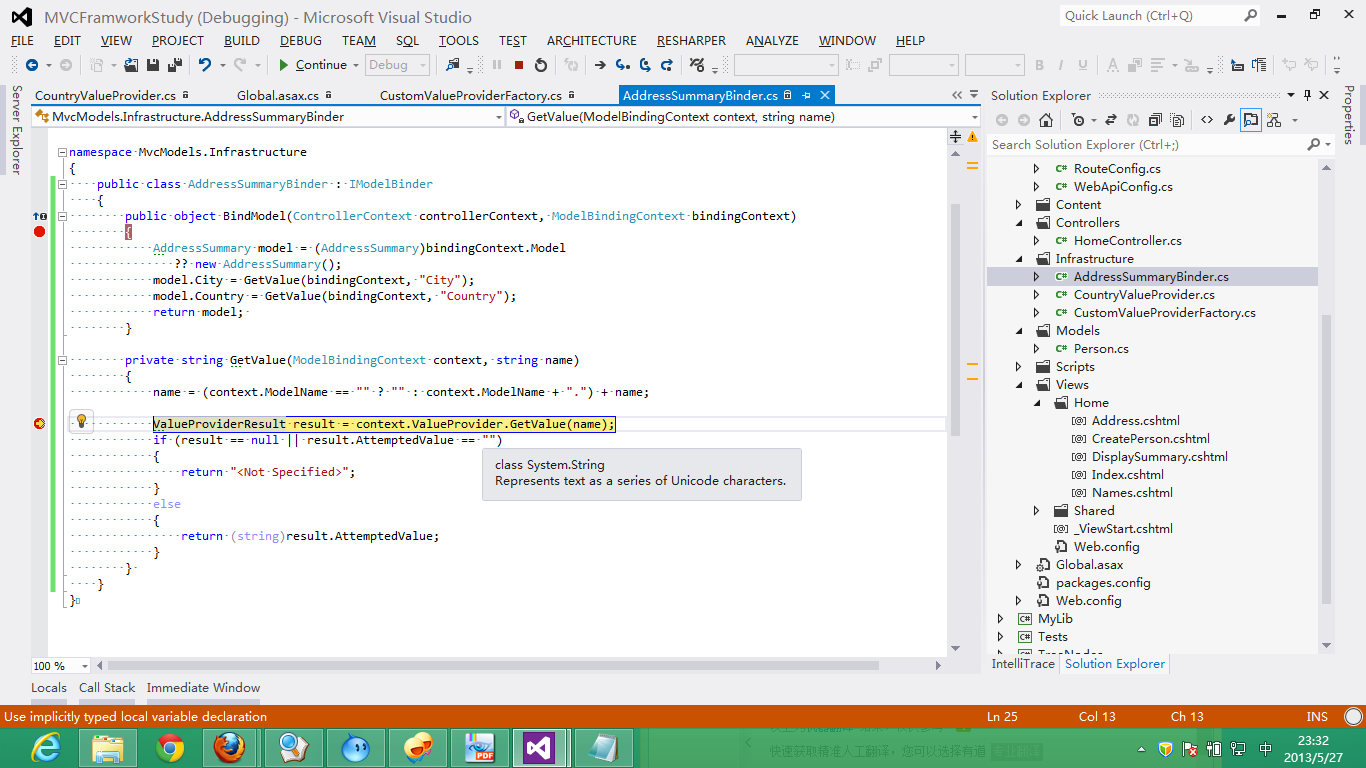 MVCFramworkStudy (Debugging) - Microsoft Visual Studio
Quick Launch (Ctrl+Q)
FILE EDIT VIEW PROJECT BUILD DEBUG TEAM SQL TOOLS TEST ARCHITECTURE RESHARPER ANALYZE WINDOW HELP
Continue Debug
Server Explorer
CountryValueProvider.cs Global.asax.cs CustomValueProviderFactory.cs AddressSummaryBinder.cs
MvcModels.Infrastructure.AddressSummaryBinder GetValue(ModelBindingContext context, string name)
namespace MvcModels.Infrastructure
{
public class AddressSummaryBinder : IModelBinder
{
public object BindModel(ControllerContext controllerContext, ModelBindingContext bindingContext)
{
AddressSummary model = (AddressSummary)bindingContext.Model
?? new AddressSummary();
model.City = GetValue(bindingContext, "City");
model.Country = GetValue(bindingContext, "Country");
return model;
}
private string GetValue(ModelBindingContext context, string name)
{
name = (context.ModelName == "" ? "" : context.ModelName + ".") + name;
ValueProviderResult result = context.ValueProvider.GetValue(name);
if (result == null || result.AttemptedValue == "")
{
return "<Not Specified>";
}
else
{
return (string)result.AttemptedValue;
}
}
}
}
class System.String
Represents text as a series of Unicode characters.
100 %
Solution Explorer
Search Solution Explorer (Ctrl+;)
RouteConfig.cs
WebApiConfig.cs
Content
Controllers
HomeController.cs
Infrastructure
AddressSummaryBinder.cs
CountryValueProvider.cs
CustomValueProviderFactory.cs
Models
Person.cs
Scripts
Views
Home
Address.cshtml
CreatePerson.cshtml
DisplaySummary.cshtml
Index.cshtml
Names.cshtml
Shared
_ViewStart.cshtml
Web.config
Global.asax
packages.config
Web.config
MyLib
Tests
IntelliTrace Solution Explorer
Properties
Locals Call Stack Immediate Window
Use implicitly typed local variable declaration Ln 25 Col 13 Ch 13 INS
PDF
快速获取精准人工翻译，您可以选择有道
中
23:32
2013/5/27